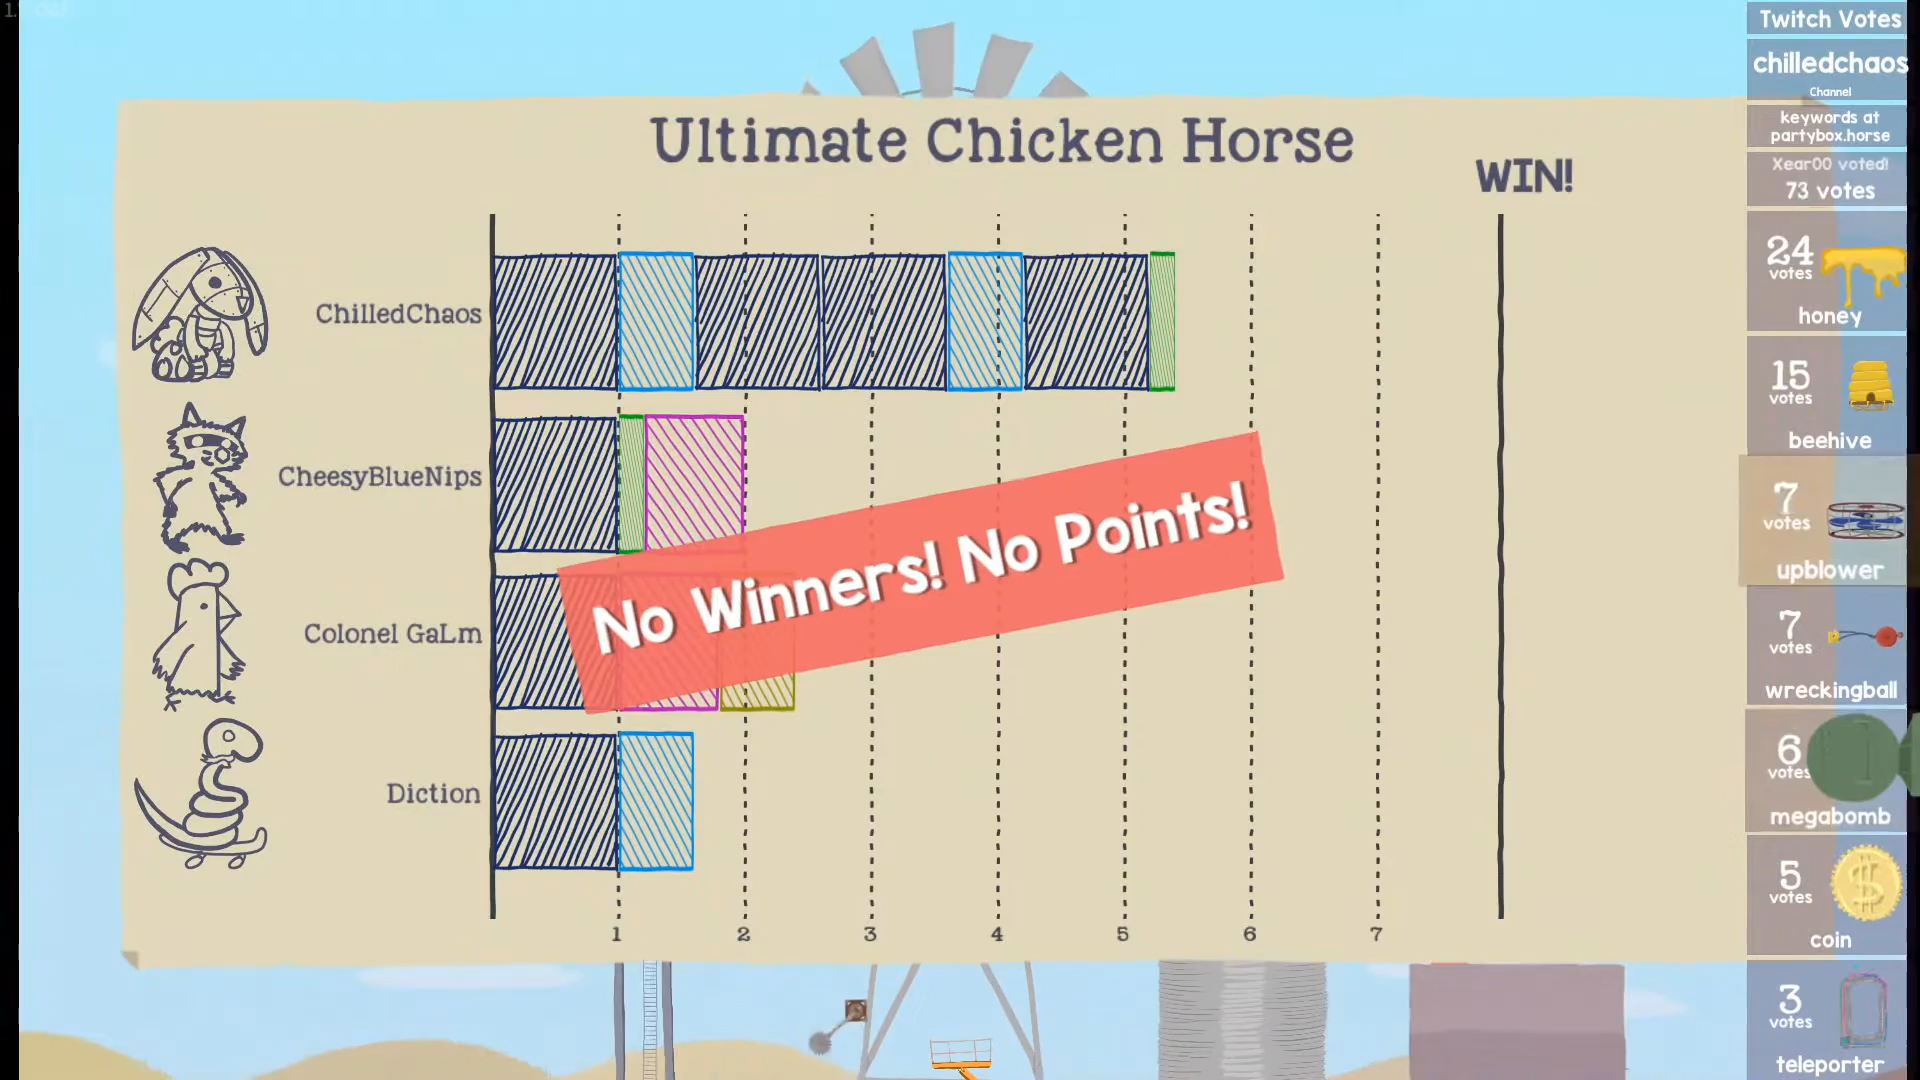 Ultimate Chicken Horse
WIN!
ChilledChaos
CheesyBlueNips
Colonel GaLm
Diction
No Winners! No Points!
1 2 3 4 5 6 7
Twitch Votes
chilledchaos
Channel
keywords at
partybox.horse
Xear00 voted!
73 votes
24
votes
honey
15
votes
beehive
7
votes
upblower
7
votes
wreckingball
6
votes
megabomb
5
votes
coin
3
votes
teleporter